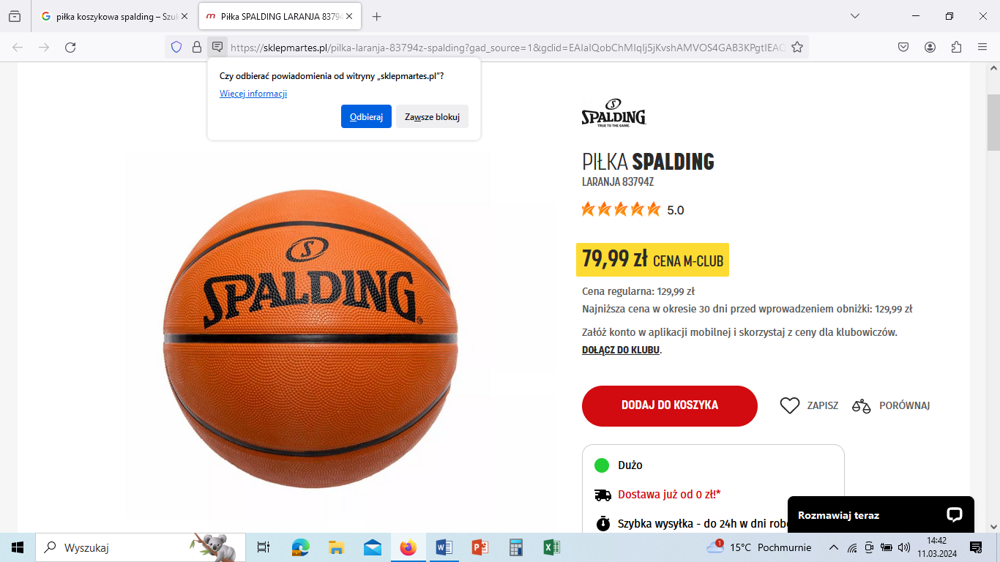 piłka koszykowa spalding – Szuk
Piłka SPALDING LARANJA 83794
https://sklepmartes.pl/pilka-laranja-83794z-spalding?gad_source=1&gclid=EAIaIQobChMIqIj5jKvshAMVOS4GAB3KPgtIEAQ
Czy odbierać powiadomienia od witryny „sklepmartes.pl”?
Więcej informacji
Odbieraj
Zawsze blokuj
SPALDING
TRUE TO THE GAME.
PIŁKA SPALDING
LARANJA 83794Z
5.0
79,99 zł CENA M-CLUB
Cena regularna: 129,99 zł
Najniższa cena w okresie 30 dni przed wprowadzeniem obniżki: 129,99 zł
Załóż konto w aplikacji mobilnej i skorzystaj z ceny dla klubowiczów.
DOŁĄCZ DO KLUBU.
DODAJ DO KOSZYKA
ZAPISZ
PORÓWNAJ
Dużo
Dostawa już od 0 zł!*
Szybka wysyłka - do 24h w dni robo
Rozmawiaj teraz
S
SPALDING®
Wyszukaj
1
15°C Pochmurnie
14:42
11.03.2024